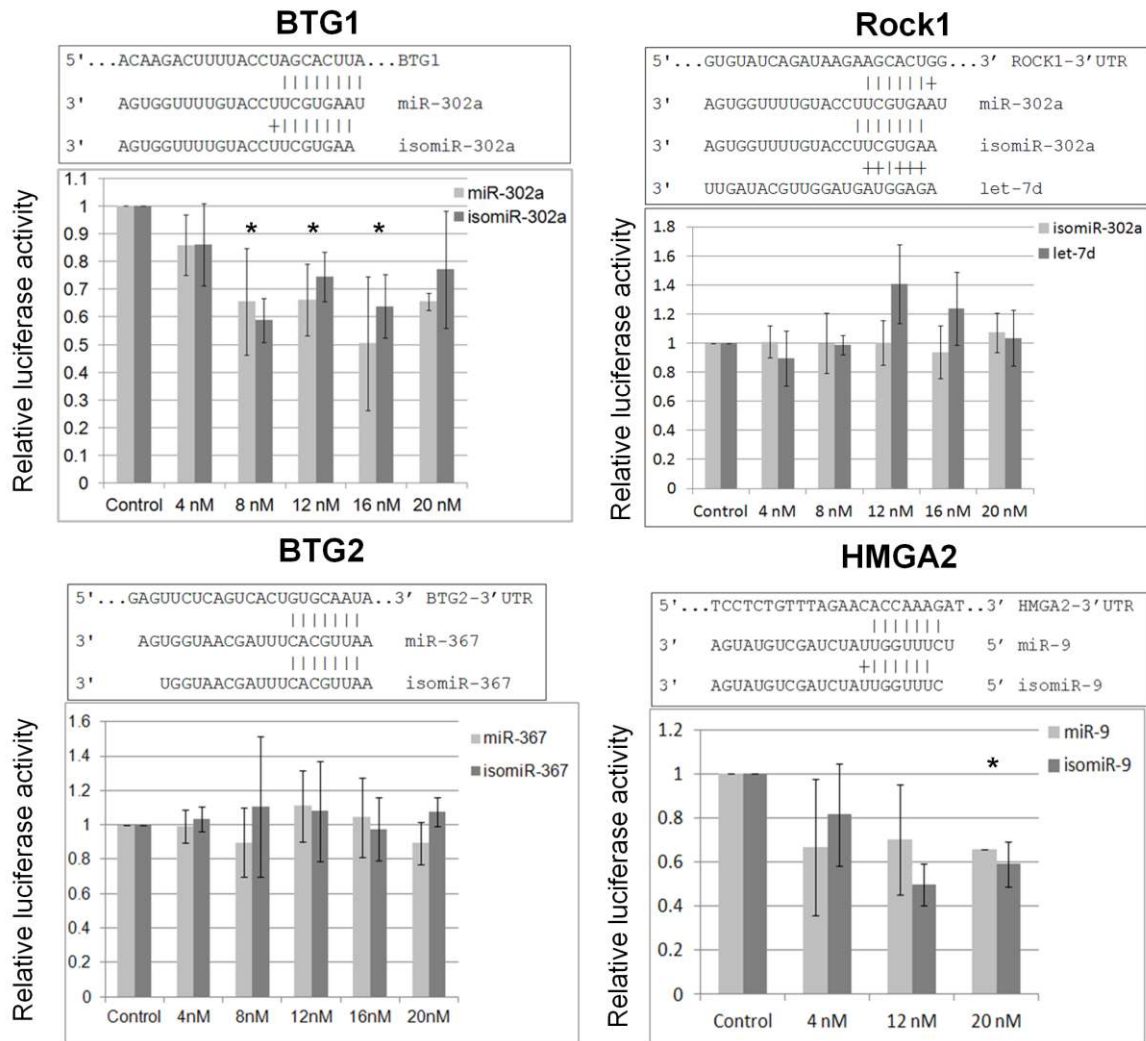 BTG1
5'...ACAAGACUUUUACCUAGCACUUA...BTG1
||||||||
3' AGUGGUUUUGUACCUUCGUGAAU miR-302a
+|||||||
3' AGUGGUUUUGUACCUUCGUGAA isomiR-302a
Relative luciferase activity
1.1
1
0.9
0.8
0.7
0.6
0.5
0.4
0.3
0.2
0.1
0
miR-302a
isomiR-302a
* * *
Control 4 nM 8 nM 12 nM 16 nM 20 nM
Rock1
5'...GUGUAUCAGAUAAGAAGCACUGG...3' ROCK1-3'UTR
||||||+
3' AGUGGUUUUGUACCUUCGUGAAU miR-302a
|||||||
3' AGUGGUUUUGUACCUUCGUGAA isomiR-302a
++|+++
3' UUGAUACGUUGGAUGAUGGAGA let-7d
Relative luciferase activity
1.8
1.6
1.4
1.2
1
0.8
0.6
0.4
0.2
0
isomiR-302a
let-7d
Control 4 nM 8 nM 12 nM 16 nM 20 nM
BTG2
5'...GAGUUCUCAGUCACUGUGCAAUA..3' BTG2-3'UTR
|||||||
3' AGUGGUAACGAUUUCACGUUAA miR-367
|||||||
3' UGGUAACGAUUUCACGUUAA isomiR-367
Relative luciferase activity
1.6
1.4
1.2
1
0.8
0.6
0.4
0.2
0
miR-367
isomiR-367
Control 4nM 8nM 12nM 16nM 20nM
HMGA2
5'...TCCTCTGTTTAGAACACCAAAGAT..3' HMGA2-3'UTR
|||||||
3' AGUAUGUCGAUCUAUUGGUUUCU 5' miR-9
+||||||
3' AGUAUGUCGAUCUAUUGGUUUC 5' isomiR-9
Relative luciferase activity
1.2
1
0.8
0.6
0.4
0.2
0
miR-9
isomiR-9
*
Control 4 nM 12 nM 20 nM